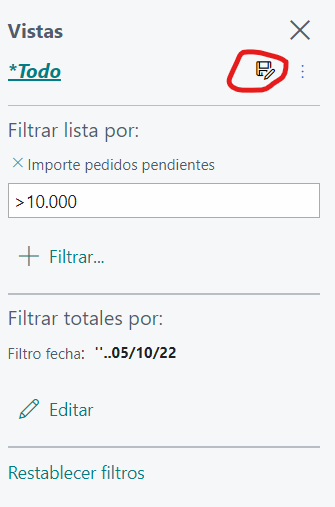 Vistas
*Todo
Filtrar lista por:
Importe pedidos pendientes
>10.000
Filtrar...
Filtrar totales por:
Filtro fecha: ''..05/10/22
Editar
Restablecer filtros